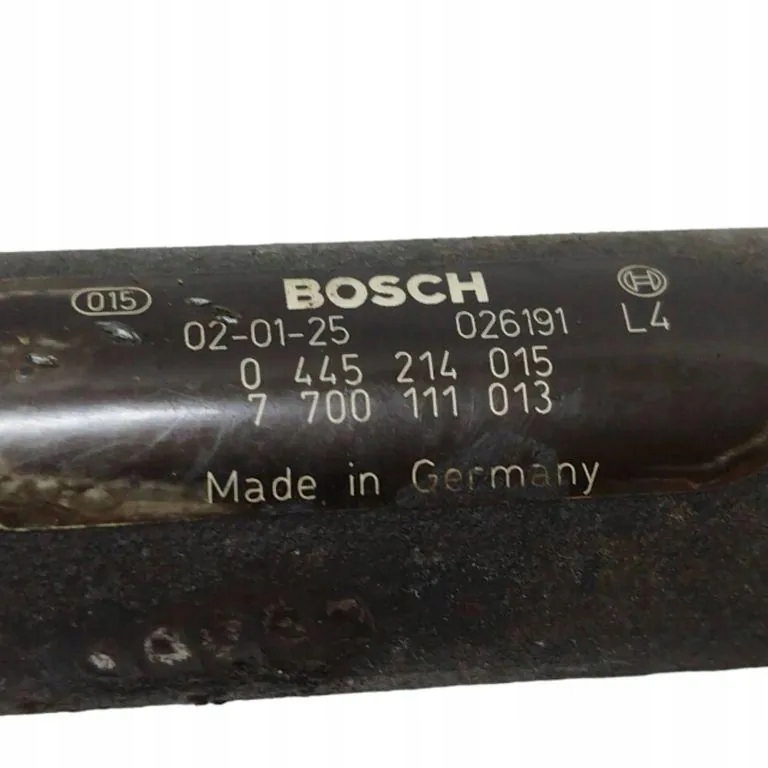 015 BOSCH
02-01-25 026191 L4
0 445 214 015
7 700 111 013
Made in Germany